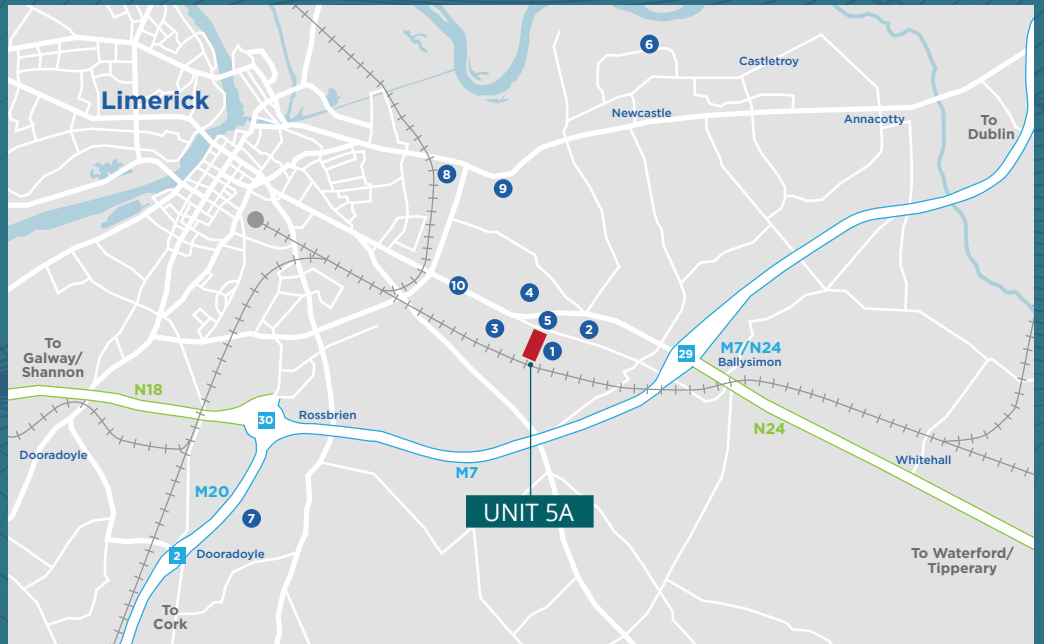 6
Castletroy
Limerick
Newcastle
Annacotty
To
Dublin
8
9
10
4
5
3
2
1
To
Galway/
Shannon
29
M7/N24
Ballysimon
N18
30
Rossbrien
N24
Dooradoyle
Whitehall
M7
M20
UNIT 5A
7
2
Dooradoyle
To Waterford/
Tipperary
To
Cork